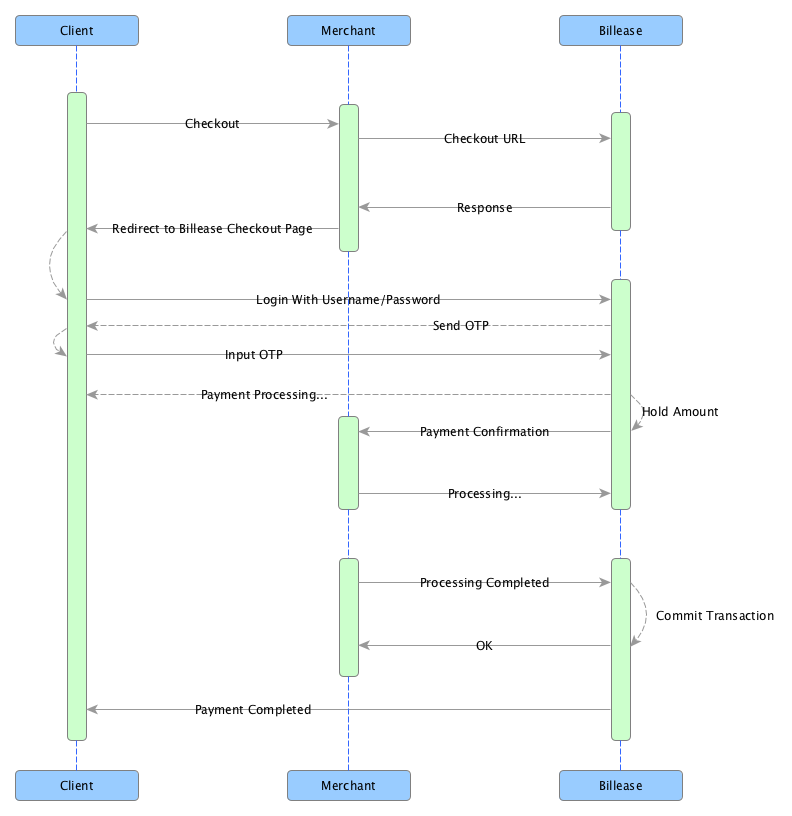 Client
Merchant
Billease
Checkout
Checkout URL
Response
Redirect to Billease Checkout Page
Login With Username/Password
Send OTP
Input OTP
Payment Processing...
Hold Amount
Payment Confirmation
Processing...
Processing Completed
Commit Transaction
OK
Payment Completed
Client
Merchant
Billease